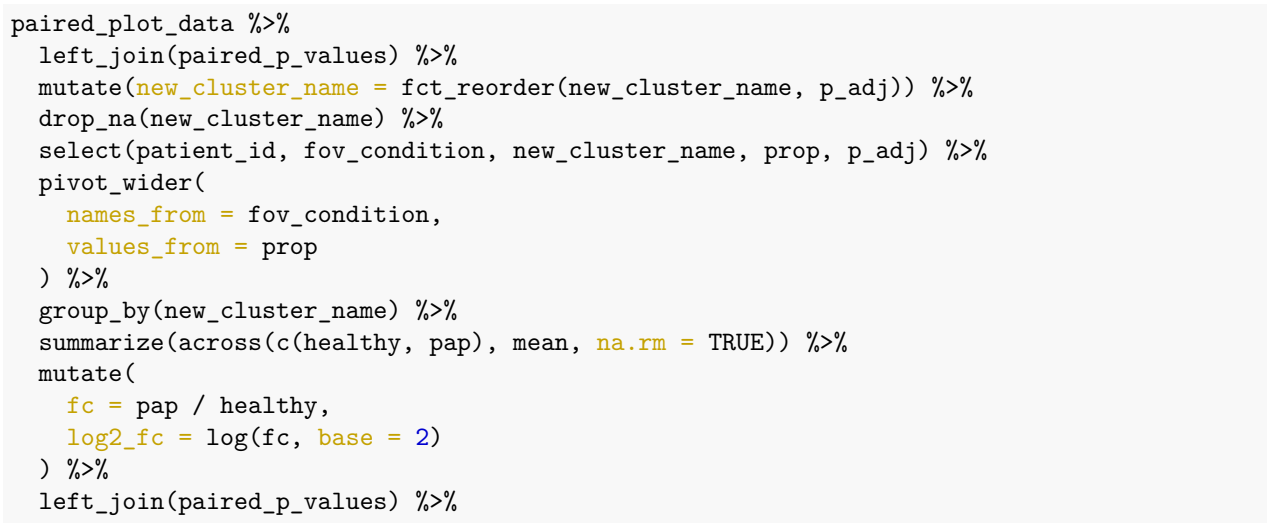 paired_plot_data %>%
  left_join(paired_p_values) %>%
  mutate(new_cluster_name = fct_reorder(new_cluster_name, p_adj)) %>%
  drop_na(new_cluster_name) %>%
  select(patient_id, fov_condition, new_cluster_name, prop, p_adj) %>%
  pivot_wider(
    names_from = fov_condition,
    values_from = prop
  ) %>%
  group_by(new_cluster_name) %>%
  summarize(across(c(healthy, pap), mean, na.rm = TRUE)) %>%
  mutate(
    fc = pap / healthy,
    log2_fc = log(fc, base = 2)
  ) %>%
  left_join(paired_p_values) %>%